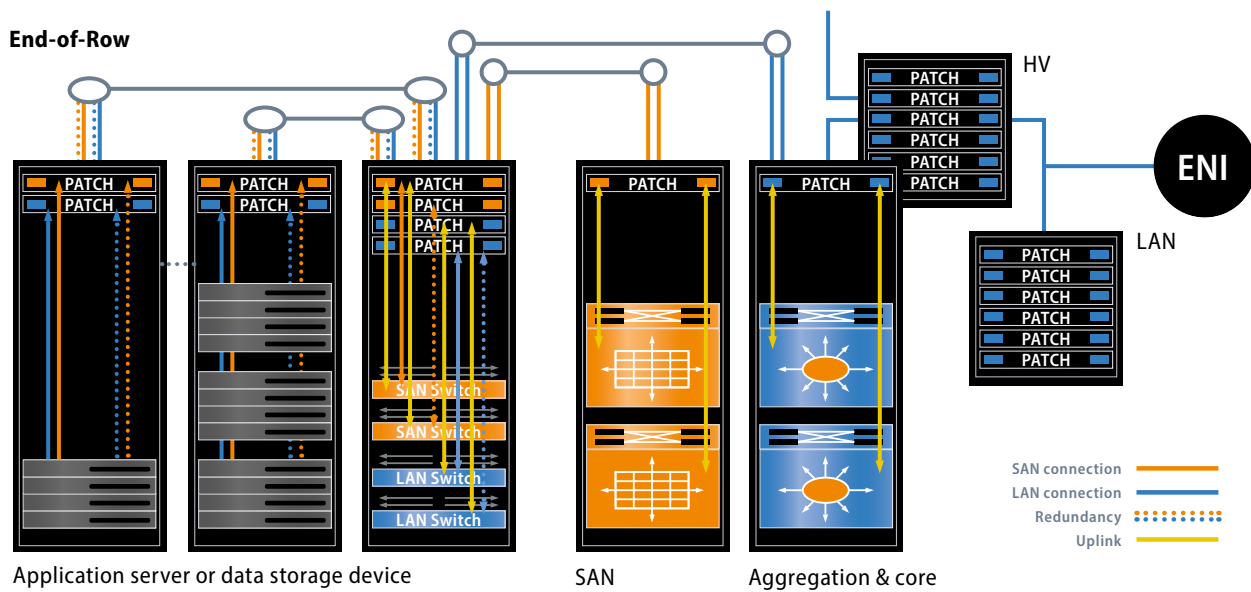 End-of-Row
HV
PATCH
PATCH
PATCH
PATCH
PATCH
PATCH
ENI
PATCH
PATCH
PATCH
PATCH
PATCH
PATCH
PATCH
PATCH
PATCH
PATCH
LAN
PATCH
PATCH
PATCH
PATCH
PATCH
PATCH
SAN Switch
SAN Switch
LAN Switch
LAN Switch
SAN connection
LAN connection
Redundancy
Uplink
Application server or data storage device
SAN
Aggregation & core